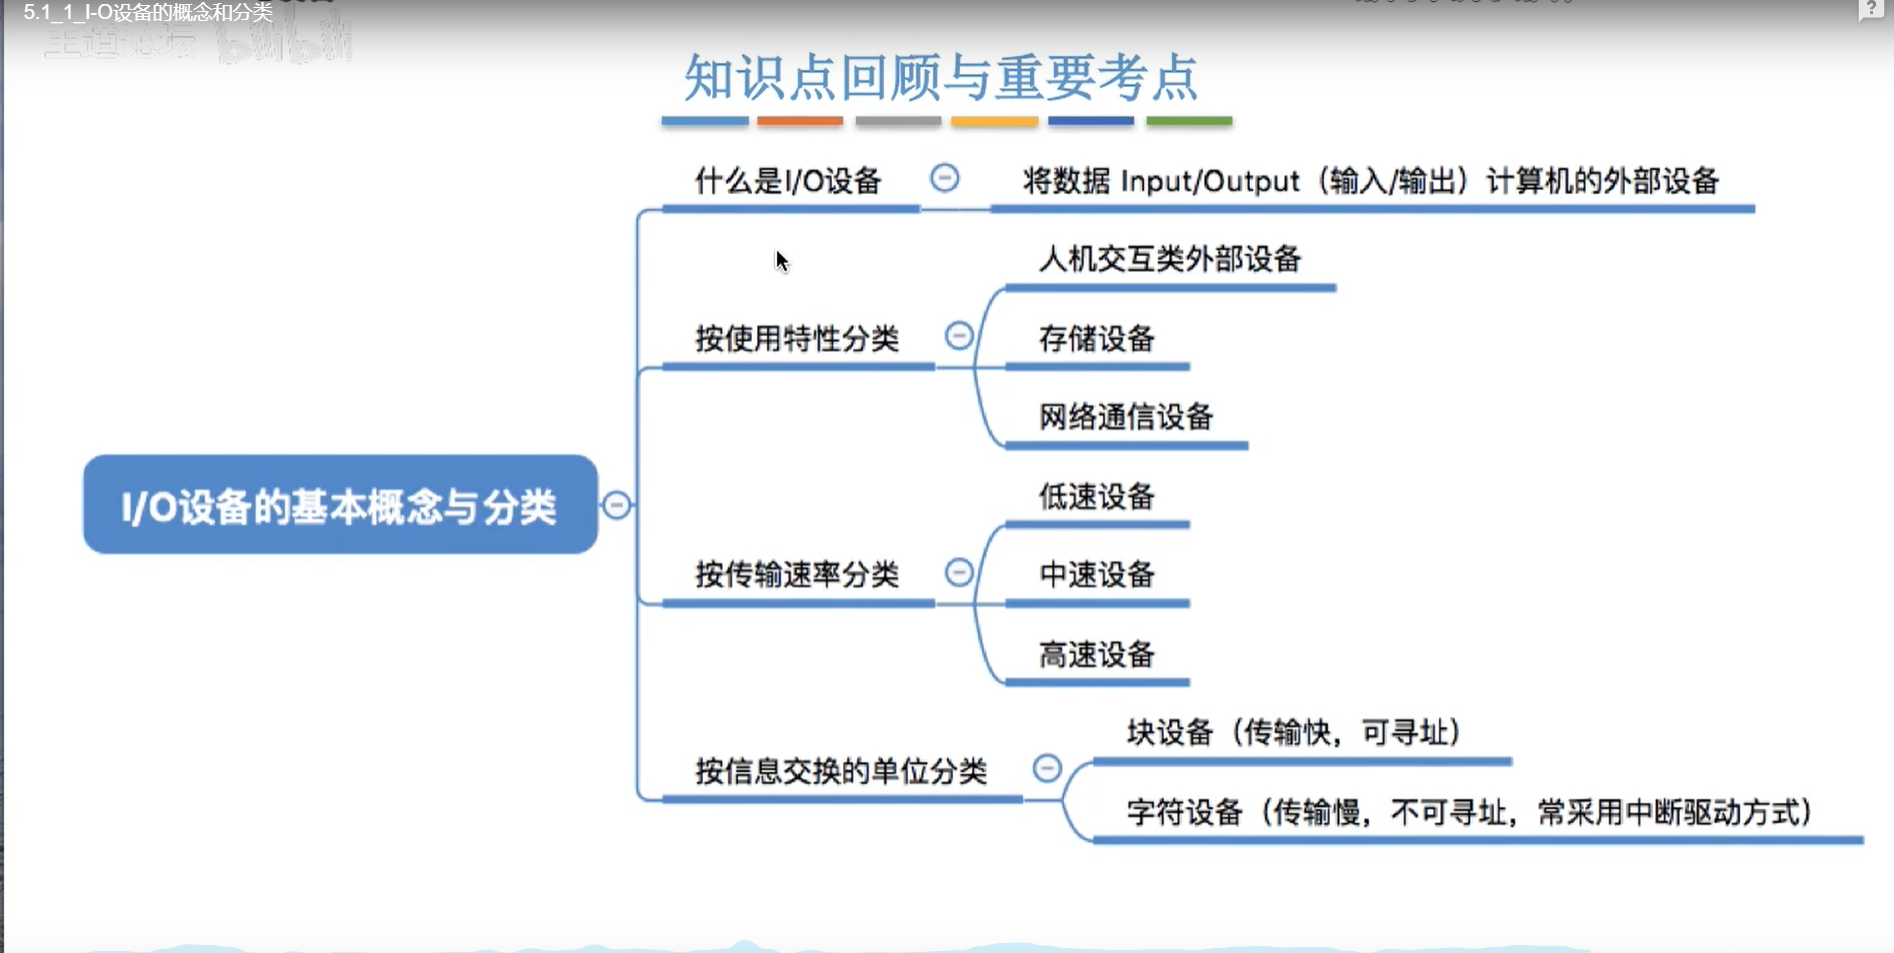 5.1_1_I-O设备的概念和分类
王道论坛 bilibili
知识点回顾与重要考点
什么是I/O设备
将数据 Input/Output（输入/输出）计算机的外部设备
人机交互类外部设备
按使用特性分类
存储设备
网络通信设备
I/O设备的基本概念与分类
低速设备
按传输速率分类
中速设备
高速设备
按信息交换的单位分类
块设备（传输快，可寻址）
字符设备（传输慢，不可寻址，常采用中断驱动方式）